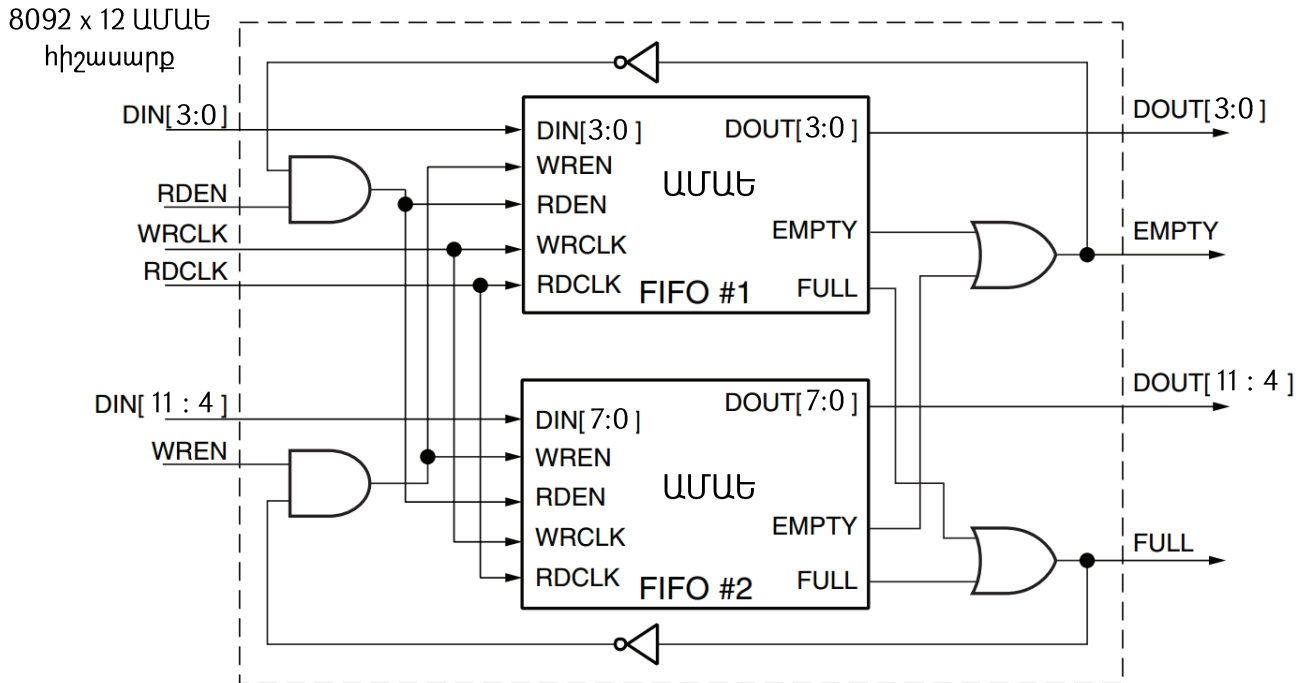 8092 x 12 ԱՄԱԵ
հիշասարք
DIN[ 3:0 ]
RDEN
WRCLK
RDCLK
DIN[ 11 : 4 ]
WREN
DIN[3:0 ]
WREN
RDEN
WRCLK
RDCLK
DOUT[3:0 ]
ԱՄԱԵ
EMPTY
FULL
FIFO #1
DIN[7:0 ]
WREN
RDEN
WRCLK
RDCLK
DOUT[7:0 ]
ԱՄԱԵ
EMPTY
FULL
FIFO #2
DOUT[3:0 ]
EMPTY
DOUT[ 11 : 4 ]
FULL